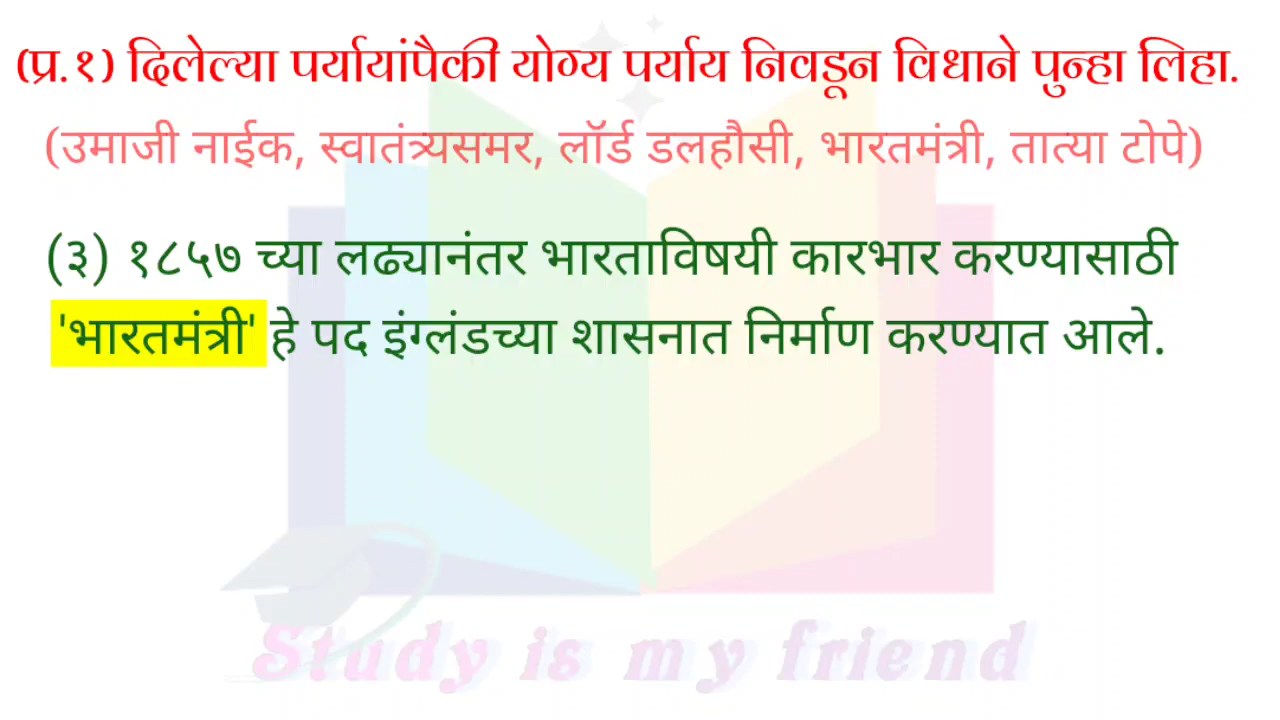 (प्र.१) दिलेल्या पर्यायांपैकी योग्य पर्याय निवडून विधाने पुन्हा लिहा.
(उमाजी नाईक, स्वातंत्र्यसमर, लॉर्ड डलहौसी, भारतमंत्री, तात्या टोपे)
(३) १८५७ च्या लढ्यानंतर भारताविषयी कारभार करण्यासाठी
'भारतमंत्री' हे पद इंग्लंडच्या शासनात निर्माण करण्यात आले.
Study is my friend